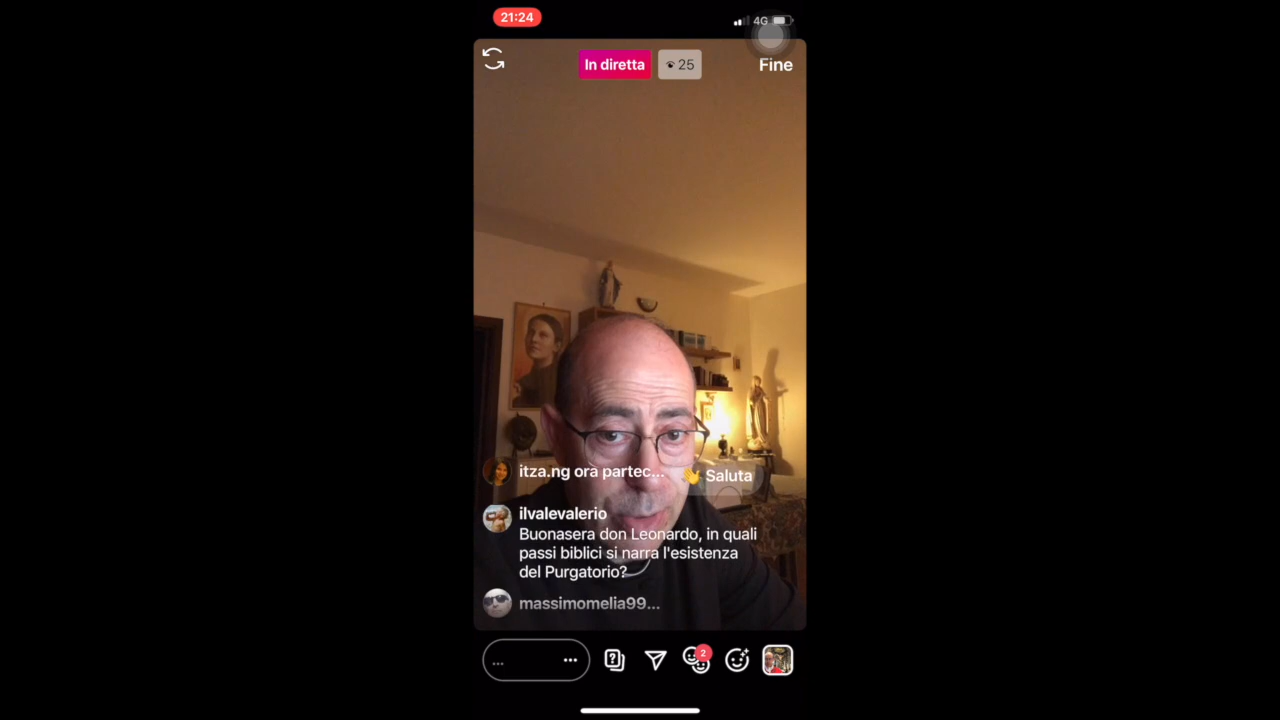 21:24
4G
In diretta
25
Fine
itza.ng ora partec...
👋 Saluta
ilvalevalerio
Buonasera don Leonardo, in quali
passi biblici si narra l'esistenza
del Purgatorio?
massimomelia99...
...
?
2